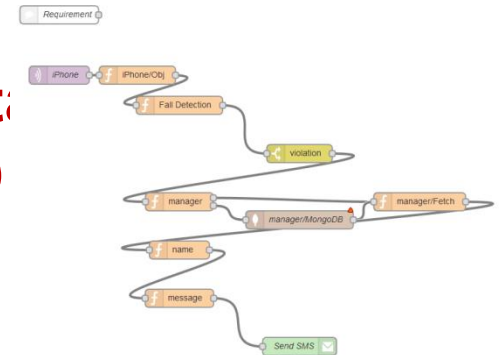 Requirement
iPhone
iPhone/Obj
Fall Detection
violation
manager
manager/Fetch
manager/MongoDB
name
message
Send SMS